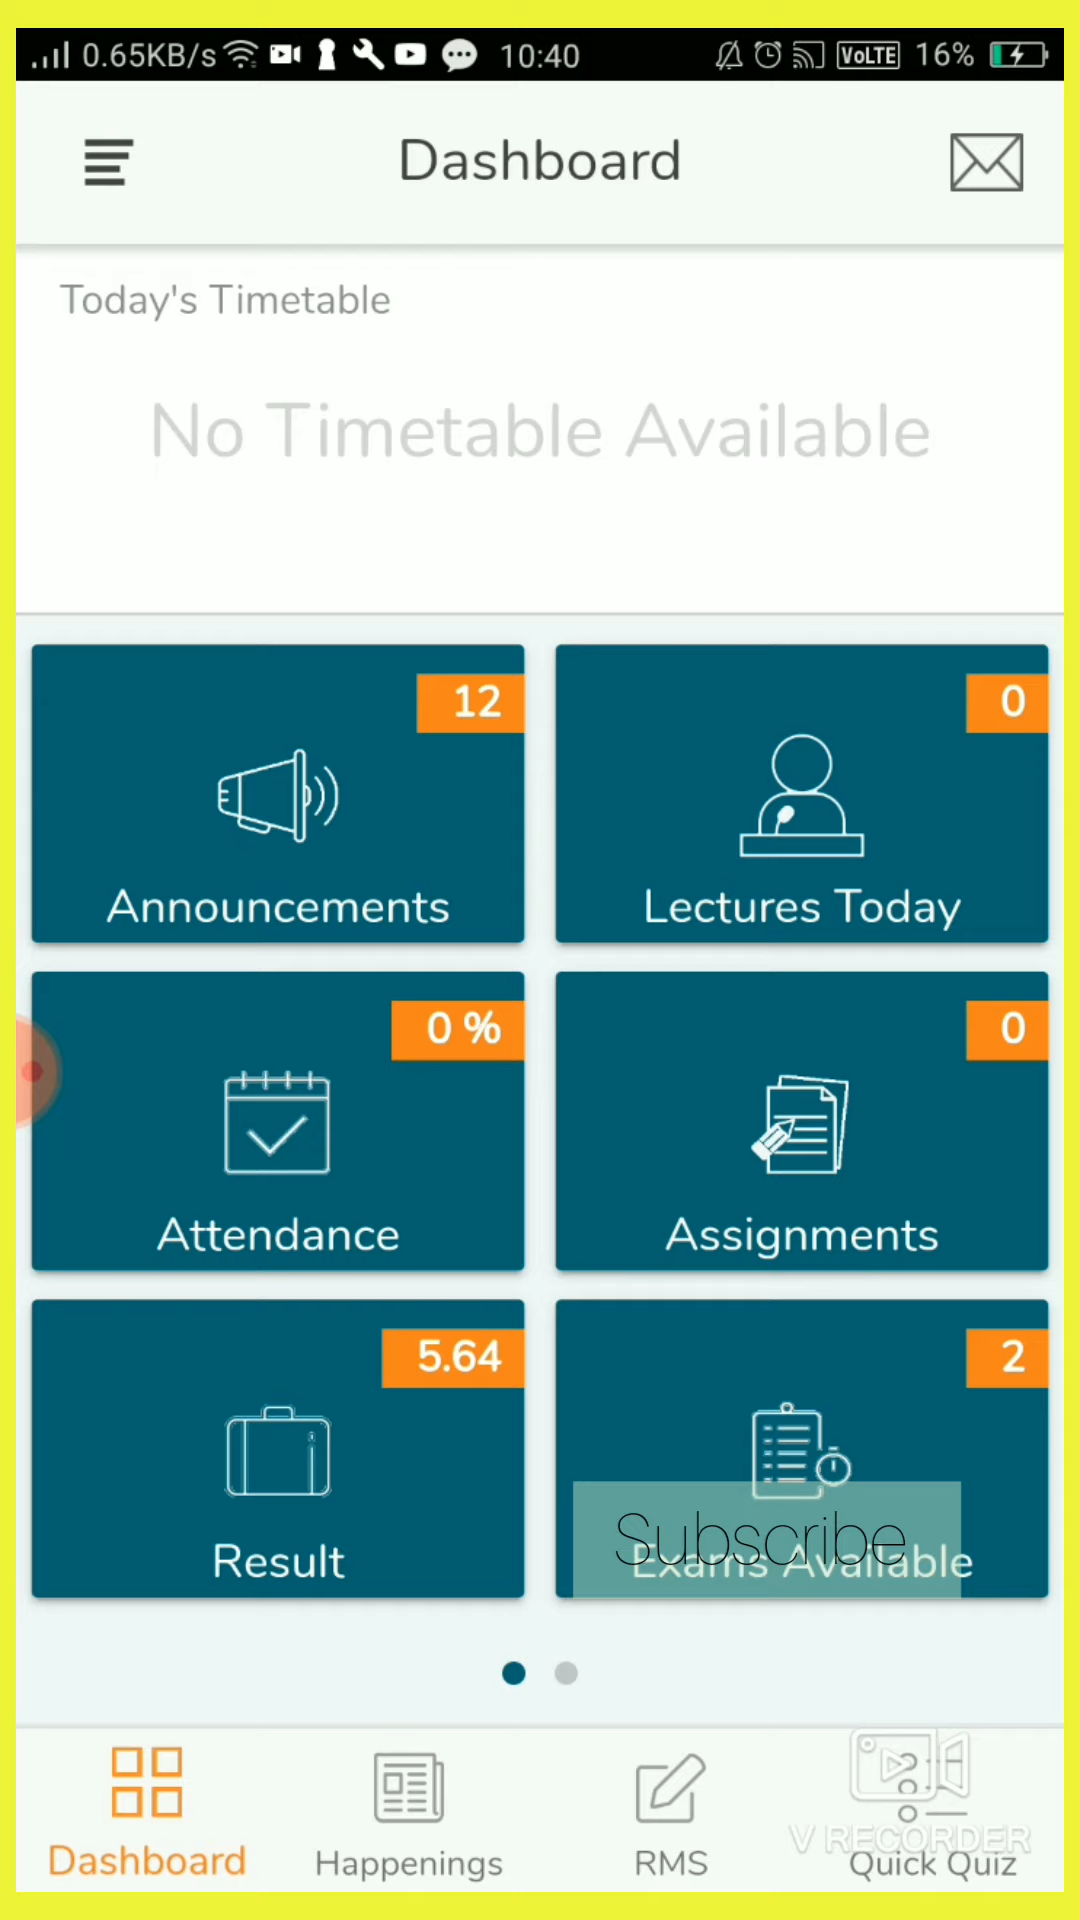 0.65KB/s 10:40 VoLTE 16%
Dashboard
Today's Timetable
No Timetable Available
12
0
Announcements
Lectures Today
0 %
0
Attendance
Assignments
5.64
2
Result
Subscribe
Exams Available
V RECORDER
Dashboard
Happenings
RMS
Quick Quiz